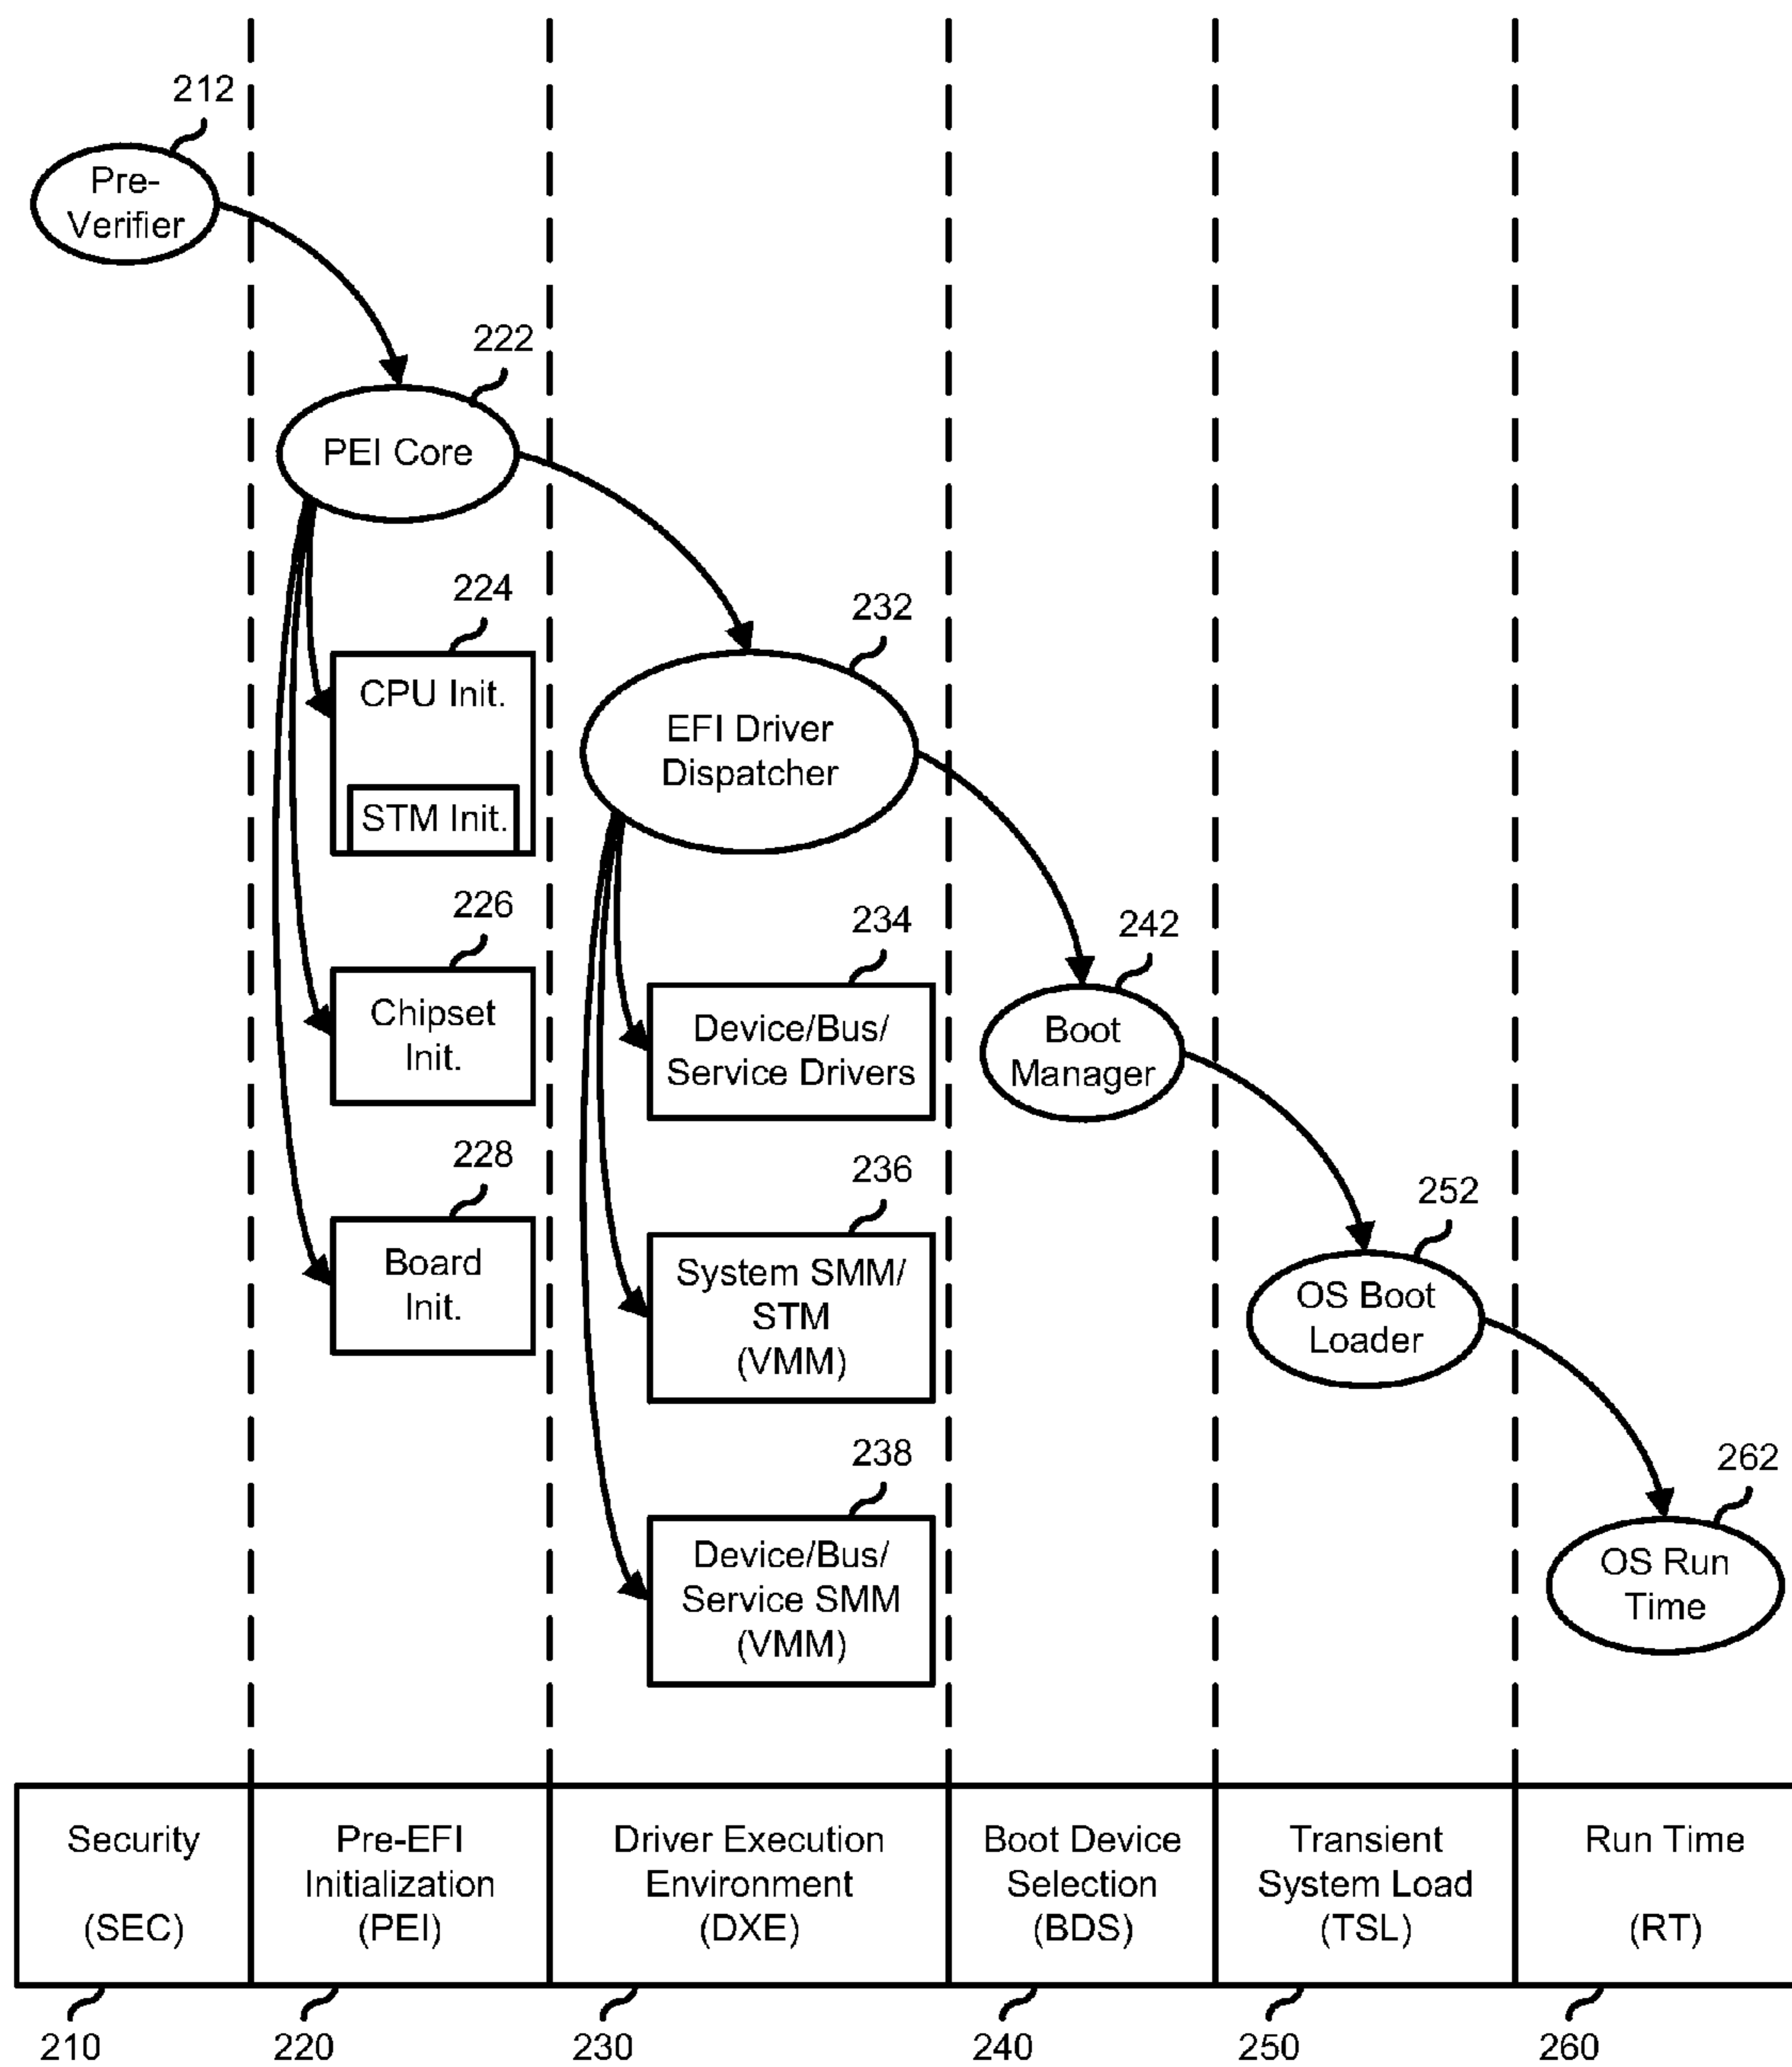 212
Pre-
Verifier
222
PEI Core
224
CPU Init.
STM Init.
226
Chipset
Init.
228
Board
Init.
232
EFI Driver
Dispatcher
234
Device/Bus/
Service Drivers
236
System SMM/
STM
(VMM)
238
Device/Bus/
Service SMM
(VMM)
242
Boot
Manager
252
OS Boot
Loader
262
OS Run
Time
Security
(SEC)
Pre-EFI
Initialization
(PEI)
Driver Execution
Environment
(DXE)
Boot Device
Selection
(BDS)
Transient
System Load
(TSL)
Run Time
(RT)
210
220
230
240
250
260